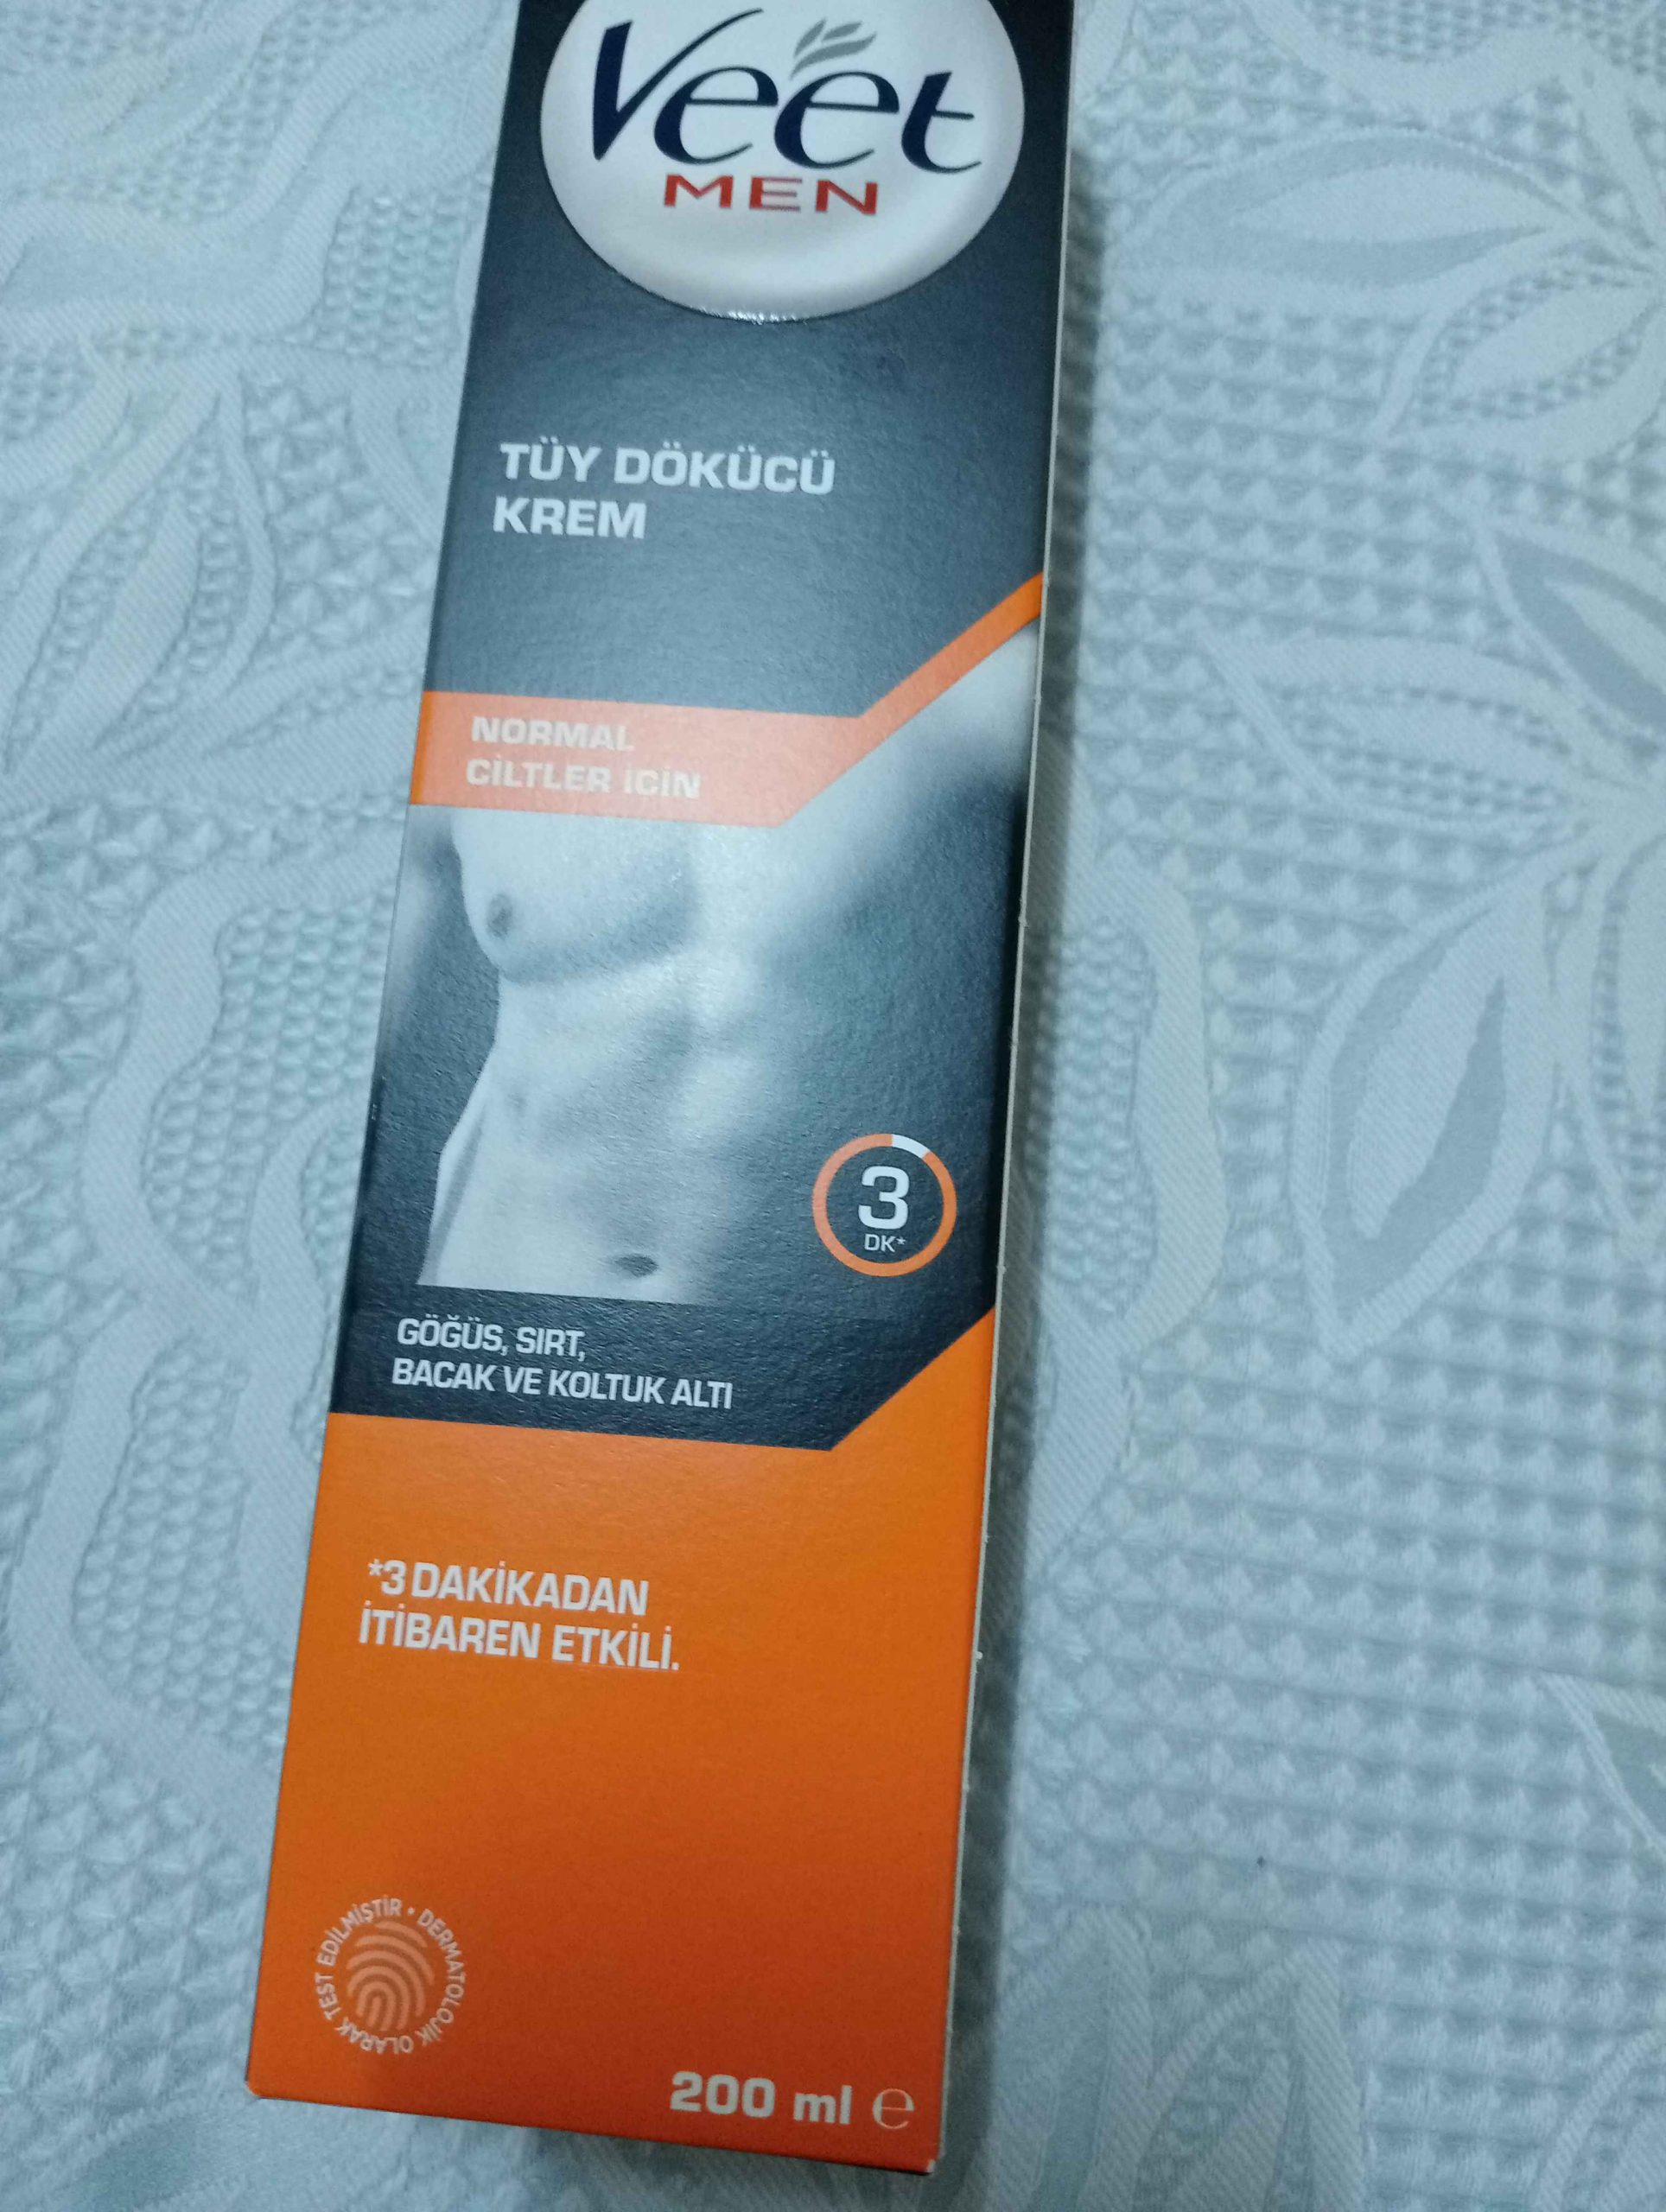 Veet
MEN
TÜY DÖKÜCÜ
KREM
NORMAL
CİLTLER İÇİN
3
DK*
GÖĞÜS, SIRT,
BACAK VE KOLTUK ALTI
*3 DAKİKADAN
İTİBAREN ETKİLİ.
DERMATOLOJİK OLARAK TEST EDİLMİŞTİR •
200 ml e